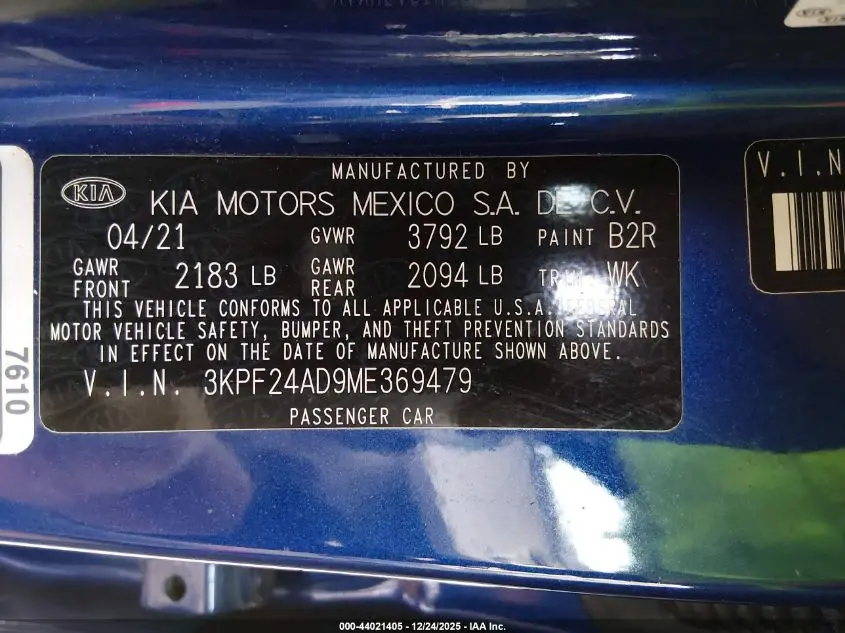 MANUFACTURED BY
KIA
KIA MOTORS MEXICO S.A. DE C.V.
04/21 GVWR 3792 LB PAINT B2R
GAWR FRONT 2183 LB GAWR REAR 2094 LB TRIM WK
THIS VEHICLE CONFORMS TO ALL APPLICABLE U.S.A. FEDERAL
MOTOR VEHICLE SAFETY, BUMPER, AND THEFT PREVENTION STANDARDS
IN EFFECT ON THE DATE OF MANUFACTURE SHOWN ABOVE.
V.I.N. 3KPF24AD9ME369479
PASSENGER CAR
7610
V.I.N
000-44021405 - 12/24/2025 - IAA Inc.